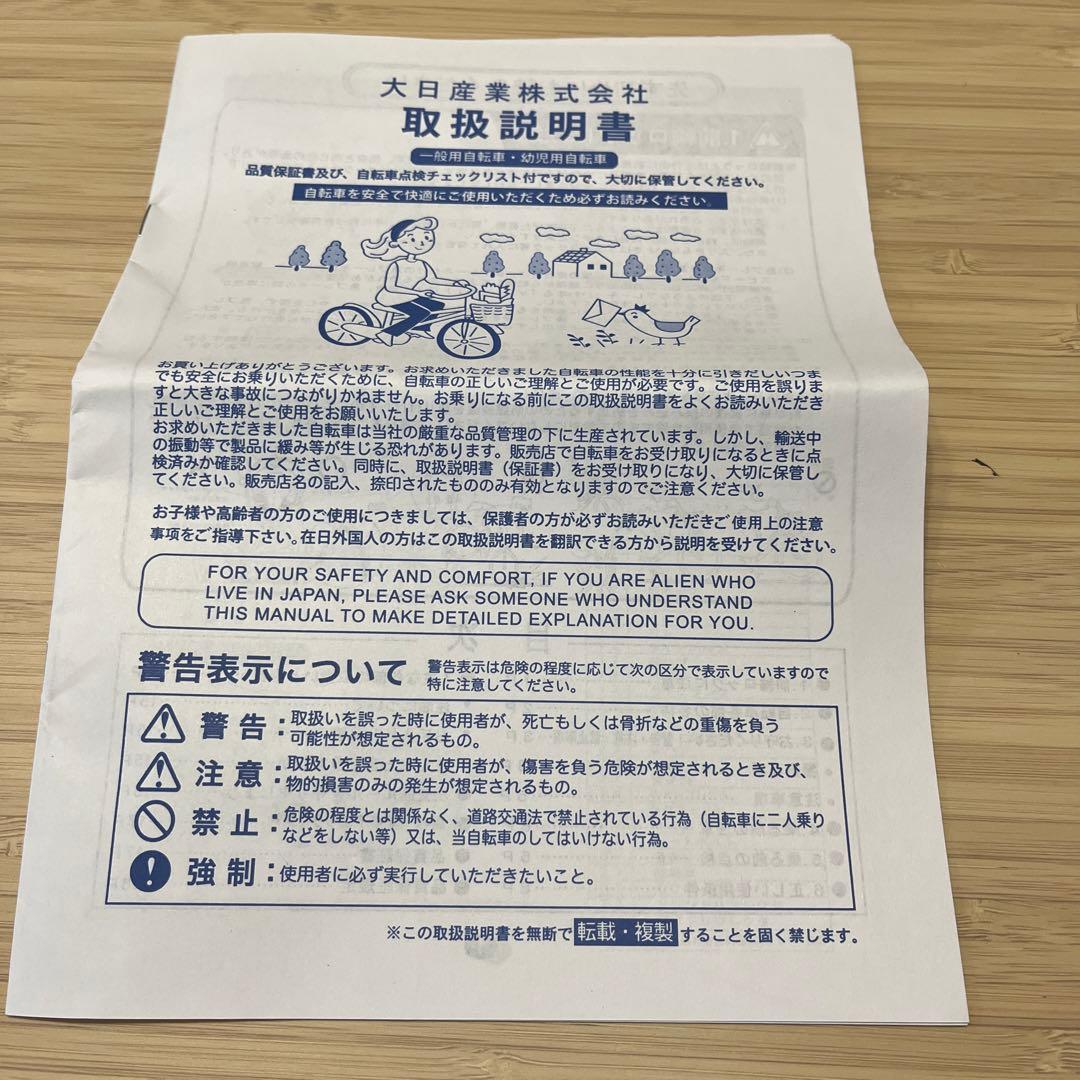 大日産業株式会社
取扱説明書
一般用自転車・幼児用自転車
品質保証書及び、自転車点検チェックリスト付ですので、大切に保管してください。
自転車を安全で快適にご使用いただくため必ずお読みください。
お買い上げありがとうございます。お求めいただきました自転車の性能を十分に引きだしいつま
でも安全にお乗りいただくために、自転車の正しいご理解とご使用が必要です。ご使用を誤りま
すと大きな事故につながりかねません。お乗りになる前にこの取扱説明書をよくお読みいただき
正しいご理解とご使用をお願いいたします。
お求めいただきました自転車は当社の厳重な品質管理の下に生産されています。しかし、輸送中
の振動等で製品に緩み等が生じる恐れがあります。販売店で自転車をお受け取りになるときに点
検済みか確認してください。同時に、取扱説明書（保証書）をお受け取りになり、大切に保管し
てください。販売店名の記入、捺印されたもののみ有効となりますのでご注意ください。
お子様や高齢者の方のご使用につきましては、保護者の方が必ずお読みいただきご使用上の注意
事項をご指導下さい。在日外国人の方はこの取扱説明書を翻訳できる方から説明を受けてください。
FOR YOUR SAFETY AND COMFORT, IF YOU ARE ALIEN WHO
LIVE IN JAPAN, PLEASE ASK SOMEONE WHO UNDERSTAND
THIS MANUAL TO MAKE DETAILED EXPLANATION FOR YOU.
警告表示について
警告表示は危険の程度に応じて次の区分で表示していますので
特に注意してください。
警告：取扱いを誤った時に使用者が、死亡もしくは骨折などの重傷を負う
可能性が想定されるもの。
注意：取扱いを誤った時に使用者が、傷害を負う危険が想定されるとき及び、
物的損害のみの発生が想定されるもの。
禁止：危険の程度とは関係なく、道路交通法で禁止されている行為（自転車に二人乗り
などをしない等）又は、当自転車のしてはいけない行為。
強制：使用者に必ず実行していただきたいこと。
※この取扱説明書を無断で転載・複製することを固く禁じます。